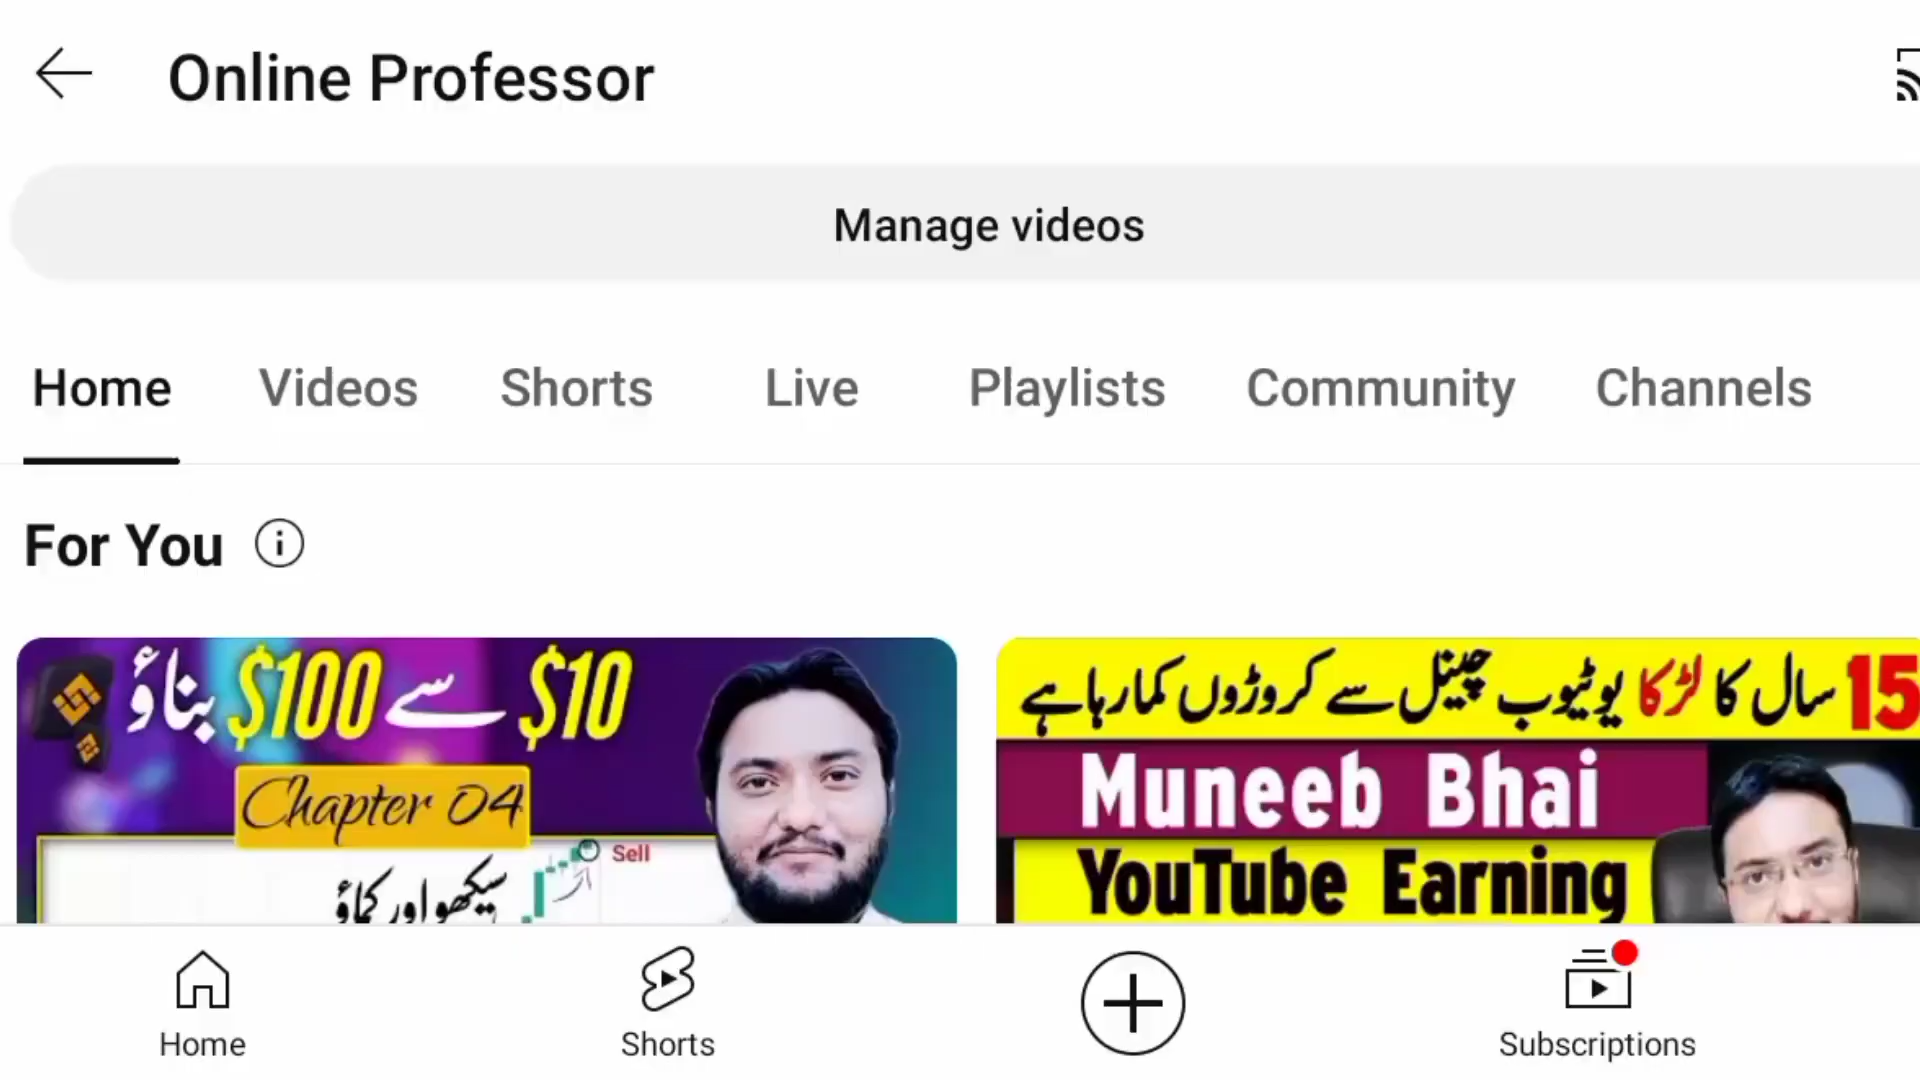 Online Professor
Manage videos
Home Videos Shorts Live Playlists Community Channels
For You
$10 سے $100 بناؤ
Chapter 04
Sell
سیکھو اور کماؤ
15 سال کا لڑکا یوٹیوب چینل سے کروڑوں کما رہا ہے
Muneeb Bhai
YouTube Earning
Home Shorts Subscriptions